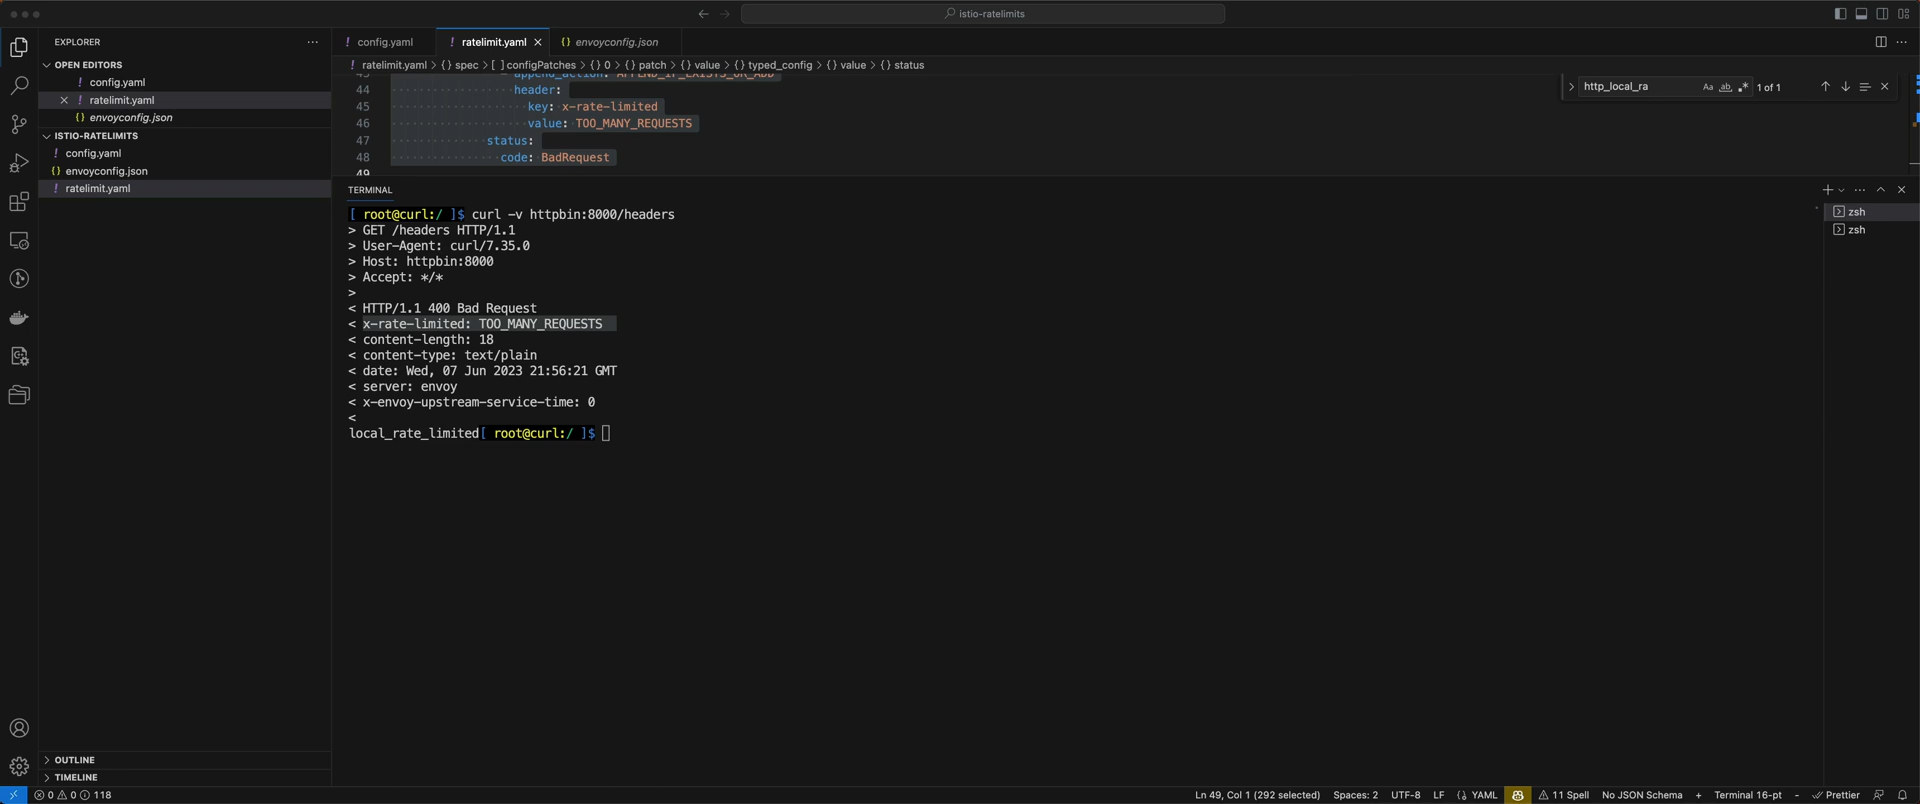 istio-ratelimits
EXPLORER
OPEN EDITORS
! config.yaml
! ratelimit.yaml
{} envoyconfig.json
ISTIO-RATELIMITS
! config.yaml
{} envoyconfig.json
! ratelimit.yaml
OUTLINE
TIMELINE
! config.yaml
! ratelimit.yaml
{} envoyconfig.json
! ratelimit.yaml > {} spec > [ ] configPatches > {} 0 > {} patch > {} value > {} typed_config > {} value > {} status
43 - append_action: APPEND_IF_EXISTS_OR_ADD
44 header:
45 key: x-rate-limited
46 value: TOO_MANY_REQUESTS
47 status:
48 code: BadRequest
49
http_local_ra Aa ab 1 of 1
TERMINAL
[ root@curl:/ ]$ curl -v httpbin:8000/headers
> GET /headers HTTP/1.1
> User-Agent: curl/7.35.0
> Host: httpbin:8000
> Accept: */*
>
< HTTP/1.1 400 Bad Request
< x-rate-limited: TOO_MANY_REQUESTS
< content-length: 18
< content-type: text/plain
< date: Wed, 07 Jun 2023 21:56:21 GMT
< server: envoy
< x-envoy-upstream-service-time: 0
<
local_rate_limited[ root@curl:/ ]$
zsh
zsh
0 0 118
Ln 49, Col 1 (292 selected) Spaces: 2 UTF-8 LF {} YAML 11 Spell No JSON Schema + Terminal 16-pt - Prettier